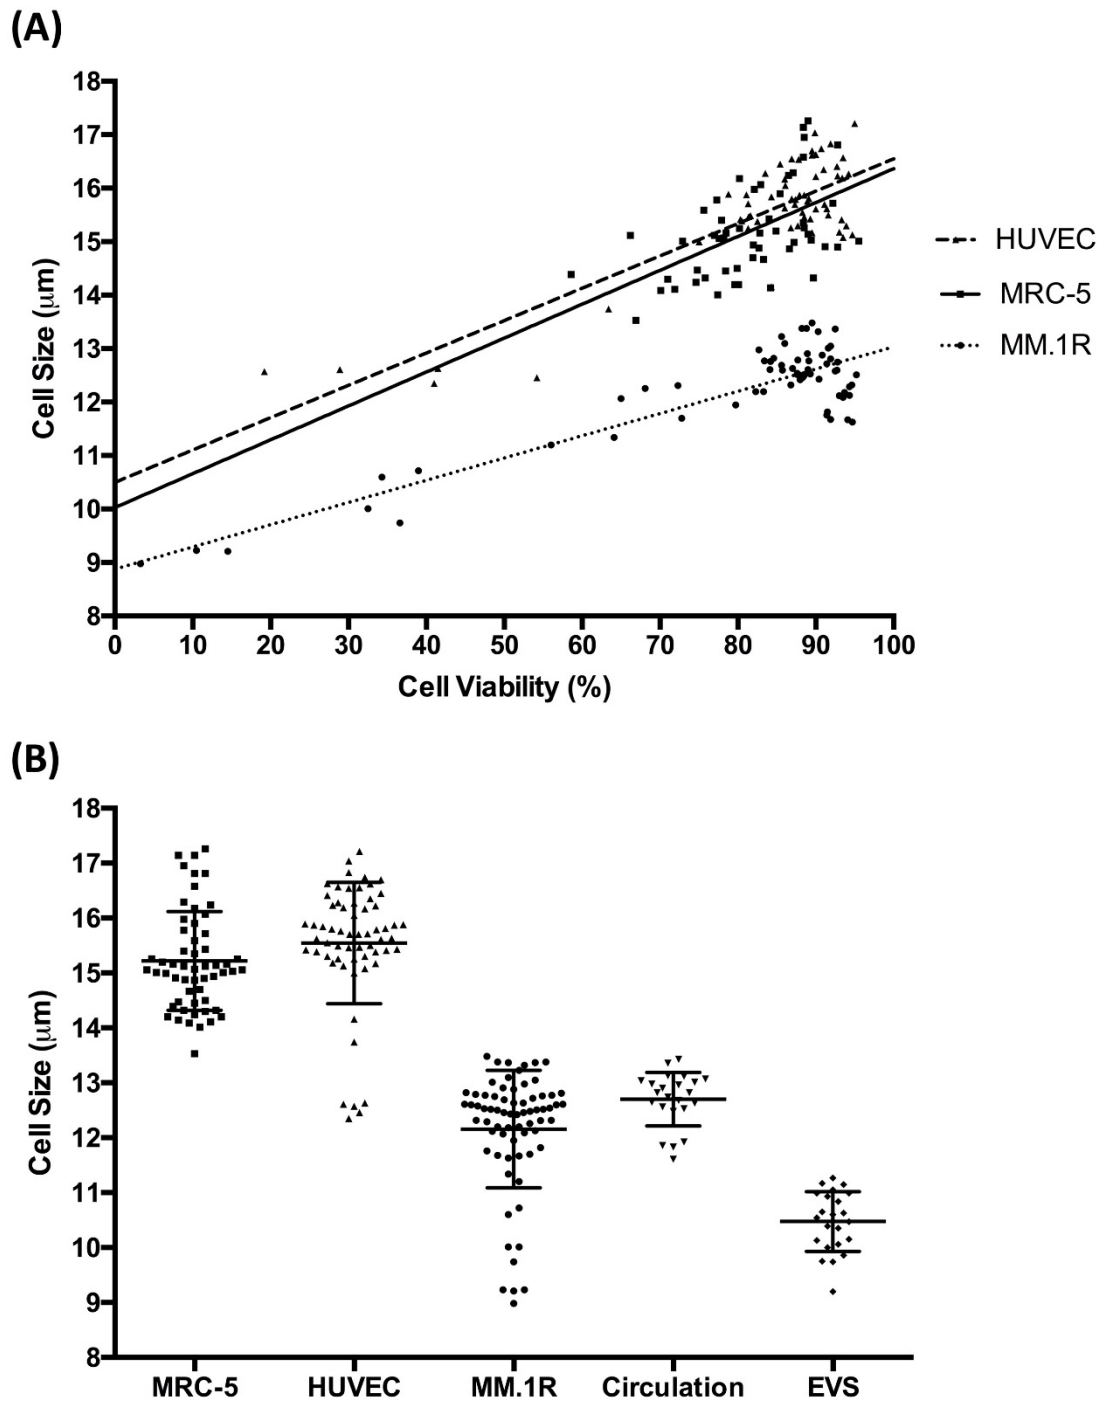 (A)
18
17
16
15
14
13
12
11
10
9
8
Cell Size (μm)
0 10 20 30 40 50 60 70 80 90 100
Cell Viability (%)
HUVEC
MRC-5
MM.1R
(B)
18
17
16
15
14
13
12
11
10
9
8
Cell Size (μm)
MRC-5 HUVEC MM.1R Circulation EVS